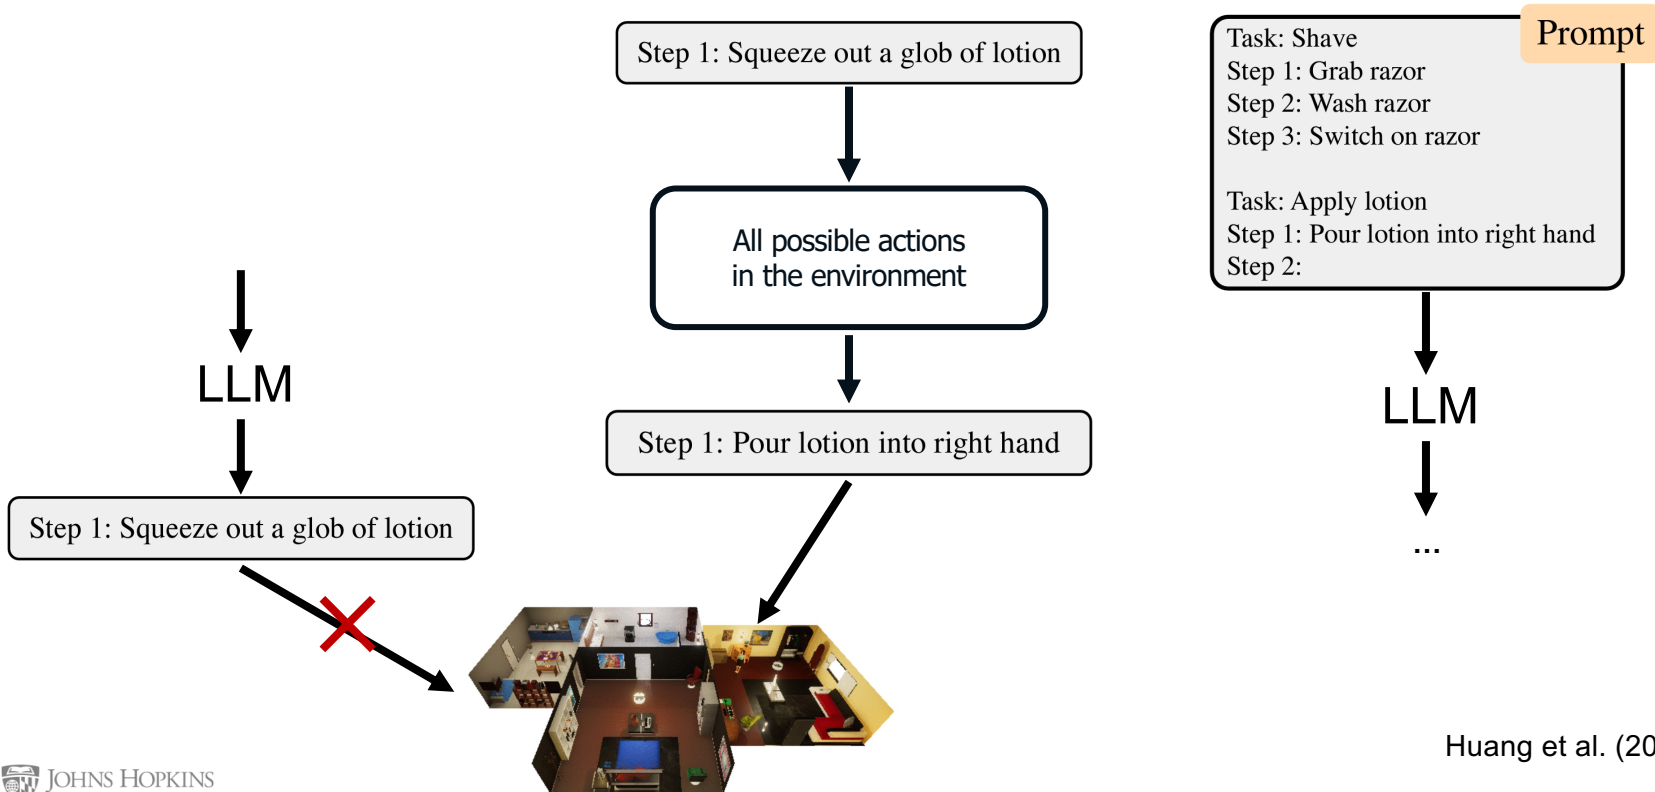 Step 1: Squeeze out a glob of lotion
All possible actions
in the environment
Step 1: Pour lotion into right hand
LLM
Step 1: Squeeze out a glob of lotion
Prompt
Task: Shave
Step 1: Grab razor
Step 2: Wash razor
Step 3: Switch on razor
Task: Apply lotion
Step 1: Pour lotion into right hand
Step 2:
LLM
...
Huang et al. (20
JOHNS HOPKINS